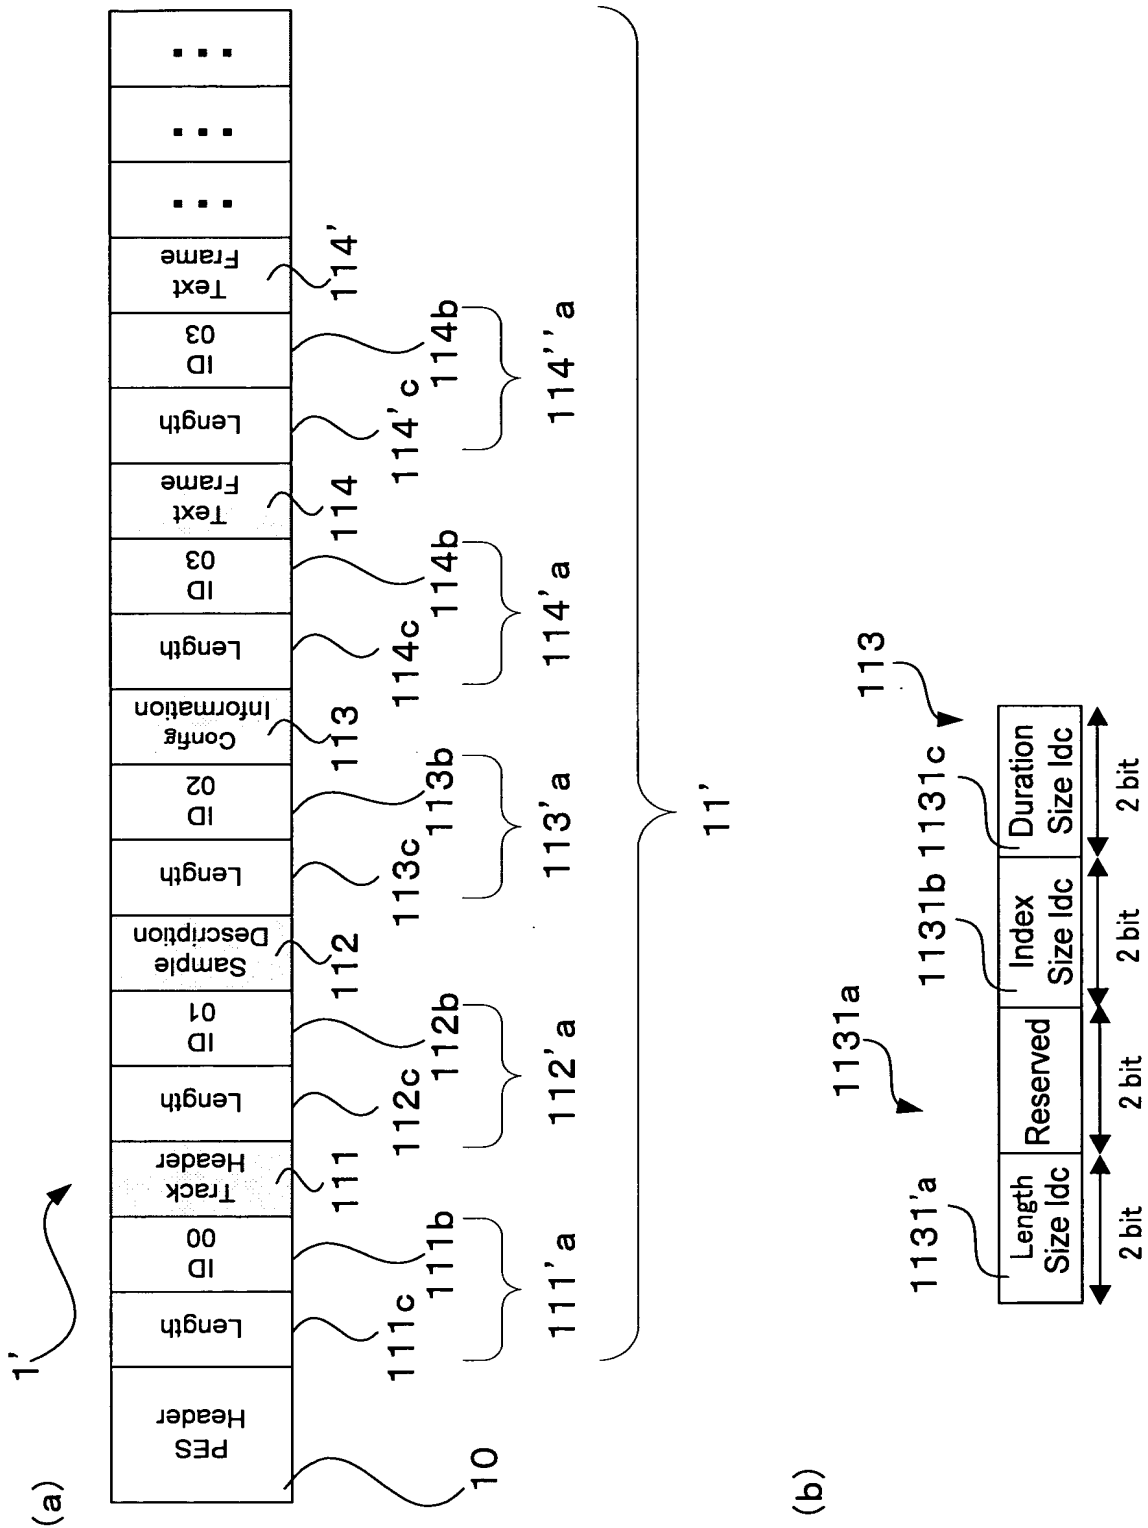 (a)
1'
PES
Header
Length
ID
00
Track
Header
Length
ID
01
Sample
Description
Length
ID
02
Config
Information
Length
ID
03
Text
Frame
Length
ID
03
Text
Frame
...
...
...
10
111c
111b
111
112c
112b
112
113c
113b
113
114c
114b
114
114'c
114b
114'
111'a
112'a
113'a
114'a
114''a
11'
(b)
1131a
113
1131'a
1131b
1131c
Length
Size Idc
Reserved
Index
Size Idc
Duration
Size Idc
2 bit
2 bit
2 bit
2 bit